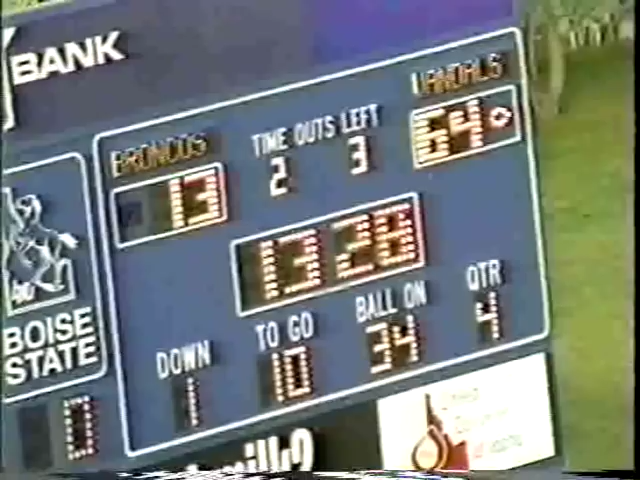 BANK
BRONCOS TIME OUTS LEFT VANDALS
13 2 3 64
13 28
BOISE STATE
DOWN TO GO BALL ON QTR
1 10 34 4
0
milk?